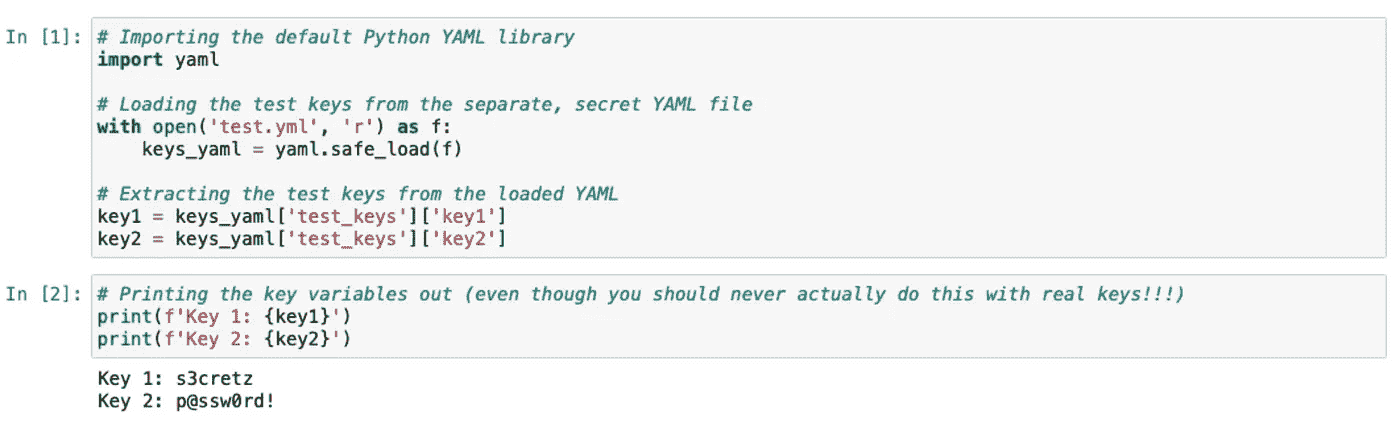 In [1]: # Importing the default Python YAML library
import yaml
# Loading the test keys from the separate, secret YAML file
with open('test.yml', 'r') as f:
    keys_yaml = yaml.safe_load(f)
# Extracting the test keys from the loaded YAML
key1 = keys_yaml['test_keys']['key1']
key2 = keys_yaml['test_keys']['key2']
In [2]: # Printing the key variables out (even though you should never actually do this with real keys!!!)
print(f'Key 1: {key1}')
print(f'Key 2: {key2}')
Key 1: s3cretz
Key 2: p@ssw0rd!